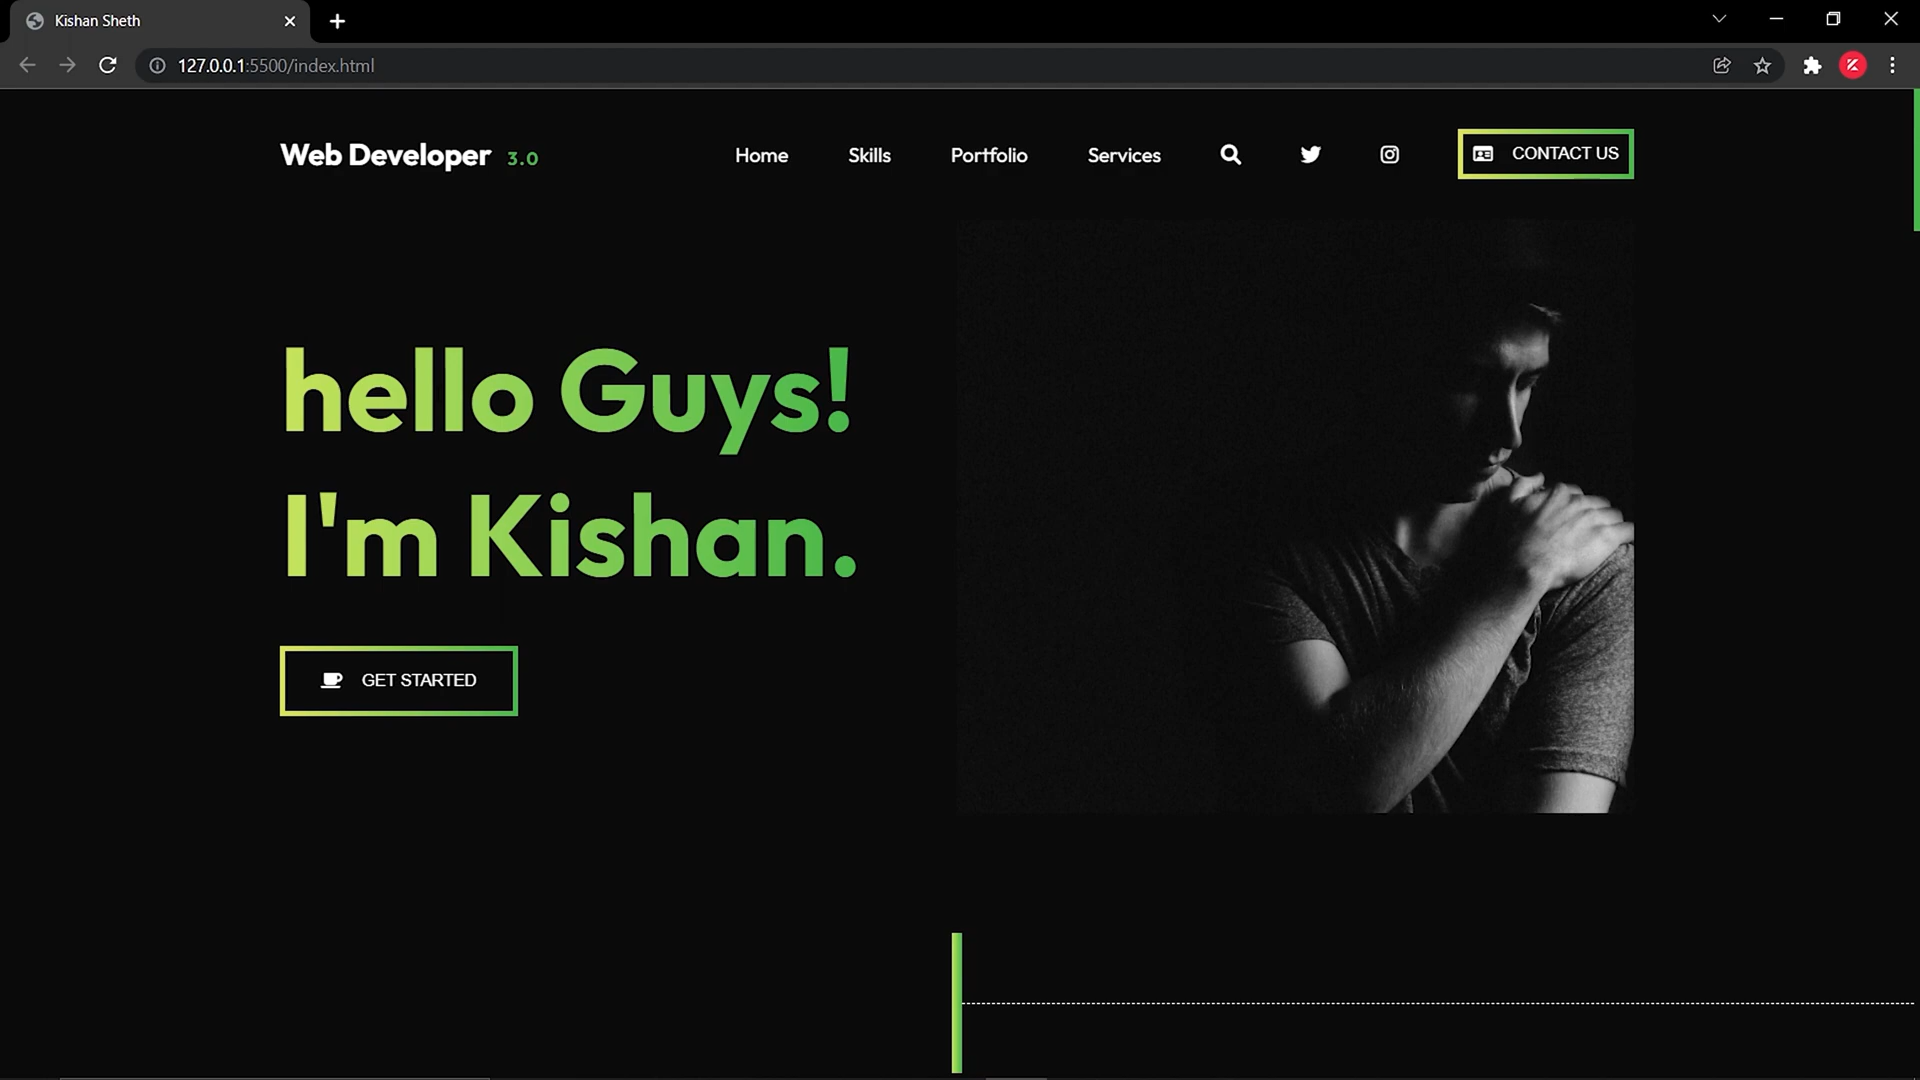 Kishan Sheth
127.0.0.1:5500/index.html
Web Developer 3.0
Home Skills Portfolio Services CONTACT US
hello Guys!
I'm Kishan.
GET STARTED